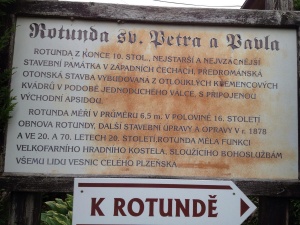 Rotunda sv. Petra a Pavla
ROTUNDA Z KONCE 10. STOL., NEJSTARŠÍ A NEJVZÁCNĚJŠÍ
STAVEBNÍ PAMÁTKA V ZÁPADNÍCH ČECHÁCH, PŘEDROMÁNSKÁ
OTONSKÁ STAVBA VYBUDOVANÁ Z OTLOUKLÝCH KŘEMENCOVÝCH
KVÁDRŮ V PODOBĚ JEDNODUCHÉHO VÁLCE, S PŘIPOJENOU
VÝCHODNÍ APSIDOU.
ROTUNDA MĚŘÍ V PRŮMĚRU 6,5 m. V POLOVINĚ 16. STOLETÍ
OBNOVA ROTUNDY, DALŠÍ STAVEBNÍ ÚPRAVY A OPRAVY V r. 1878
A VE 20. A 70. LETECH 20. STOLETÍ. ROTUNDA MĚLA FUNKCI
VELKOFARNÍHO HRADNÍHO KOSTELA, SLOUŽÍCÍHO BOHOSLUŽBÁM
VŠEMU LIDU VESNIC CELÉHO PLZEŇSKA
K ROTUNDĚ